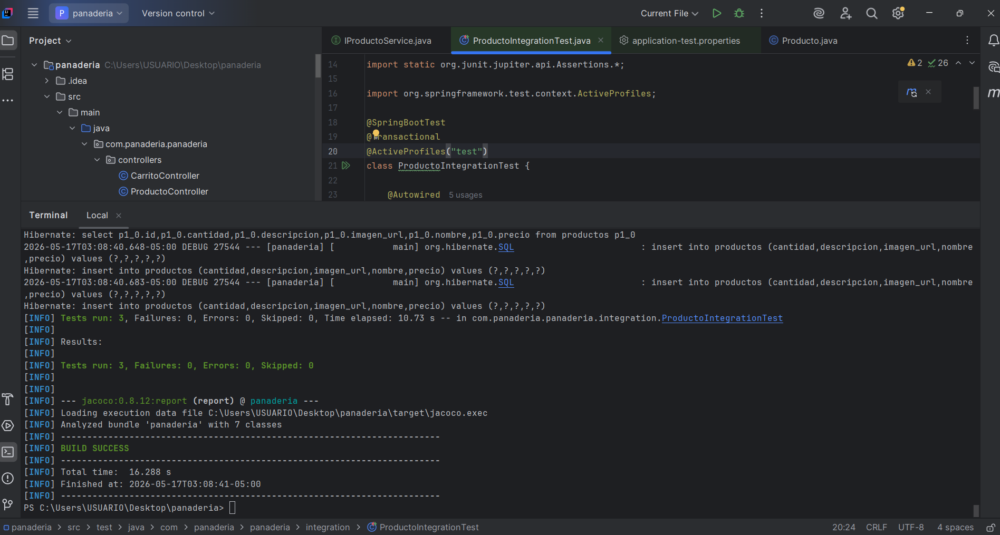 P panaderia
Version control
Current File
Project
IProductoService.java
ProductoIntegrationTest.java
application-test.properties
Producto.java
panaderia C:\Users\USUARIO\Desktop\panaderia
.idea
src
main
java
com.panaderia.panaderia
controllers
CarritoController
ProductoController
14 import static org.junit.jupiter.api.Assertions.*;
15
16 import org.springframework.test.context.ActiveProfiles;
17
18 @SpringBootTest
19 @Transactional
20 @ActiveProfiles("test")
21 class ProductoIntegrationTest {
22
23 @Autowired 5 usages
2 26
Terminal
Local
Hibernate: select p1_0.id,p1_0.cantidad,p1_0.descripcion,p1_0.imagen_url,p1_0.nombre,p1_0.precio from productos p1_0
2026-05-17T03:08:40.648-05:00 DEBUG 27544 --- [panaderia] [           main] org.hibernate.SQL                        : insert into productos (cantidad,descripcion,imagen_url,nombre
,precio) values (?,?,?,?,?)
Hibernate: insert into productos (cantidad,descripcion,imagen_url,nombre,precio) values (?,?,?,?,?)
2026-05-17T03:08:40.683-05:00 DEBUG 27544 --- [panaderia] [           main] org.hibernate.SQL                        : insert into productos (cantidad,descripcion,imagen_url,nombre
,precio) values (?,?,?,?,?)
Hibernate: insert into productos (cantidad,descripcion,imagen_url,nombre,precio) values (?,?,?,?,?)
[INFO] Tests run: 3, Failures: 0, Errors: 0, Skipped: 0, Time elapsed: 10.73 s -- in com.panaderia.panaderia.integration.ProductoIntegrationTest
[INFO]
[INFO] Results:
[INFO]
[INFO] Tests run: 3, Failures: 0, Errors: 0, Skipped: 0
[INFO]
[INFO]
[INFO] --- jacoco:0.8.12:report (report) @ panaderia ---
[INFO] Loading execution data file C:\Users\USUARIO\Desktop\panaderia\target\jacoco.exec
[INFO] Analyzed bundle 'panaderia' with 7 classes
[INFO] ------------------------------------------------------------------------
[INFO] BUILD SUCCESS
[INFO] ------------------------------------------------------------------------
[INFO] Total time:  16.288 s
[INFO] Finished at: 2026-05-17T03:08:41-05:00
[INFO] ------------------------------------------------------------------------
PS C:\Users\USUARIO\Desktop\panaderia>
panaderia > src > test > java > com > panaderia > panaderia > integration > ProductoIntegrationTest
20:24 CRLF UTF-8 4 spaces